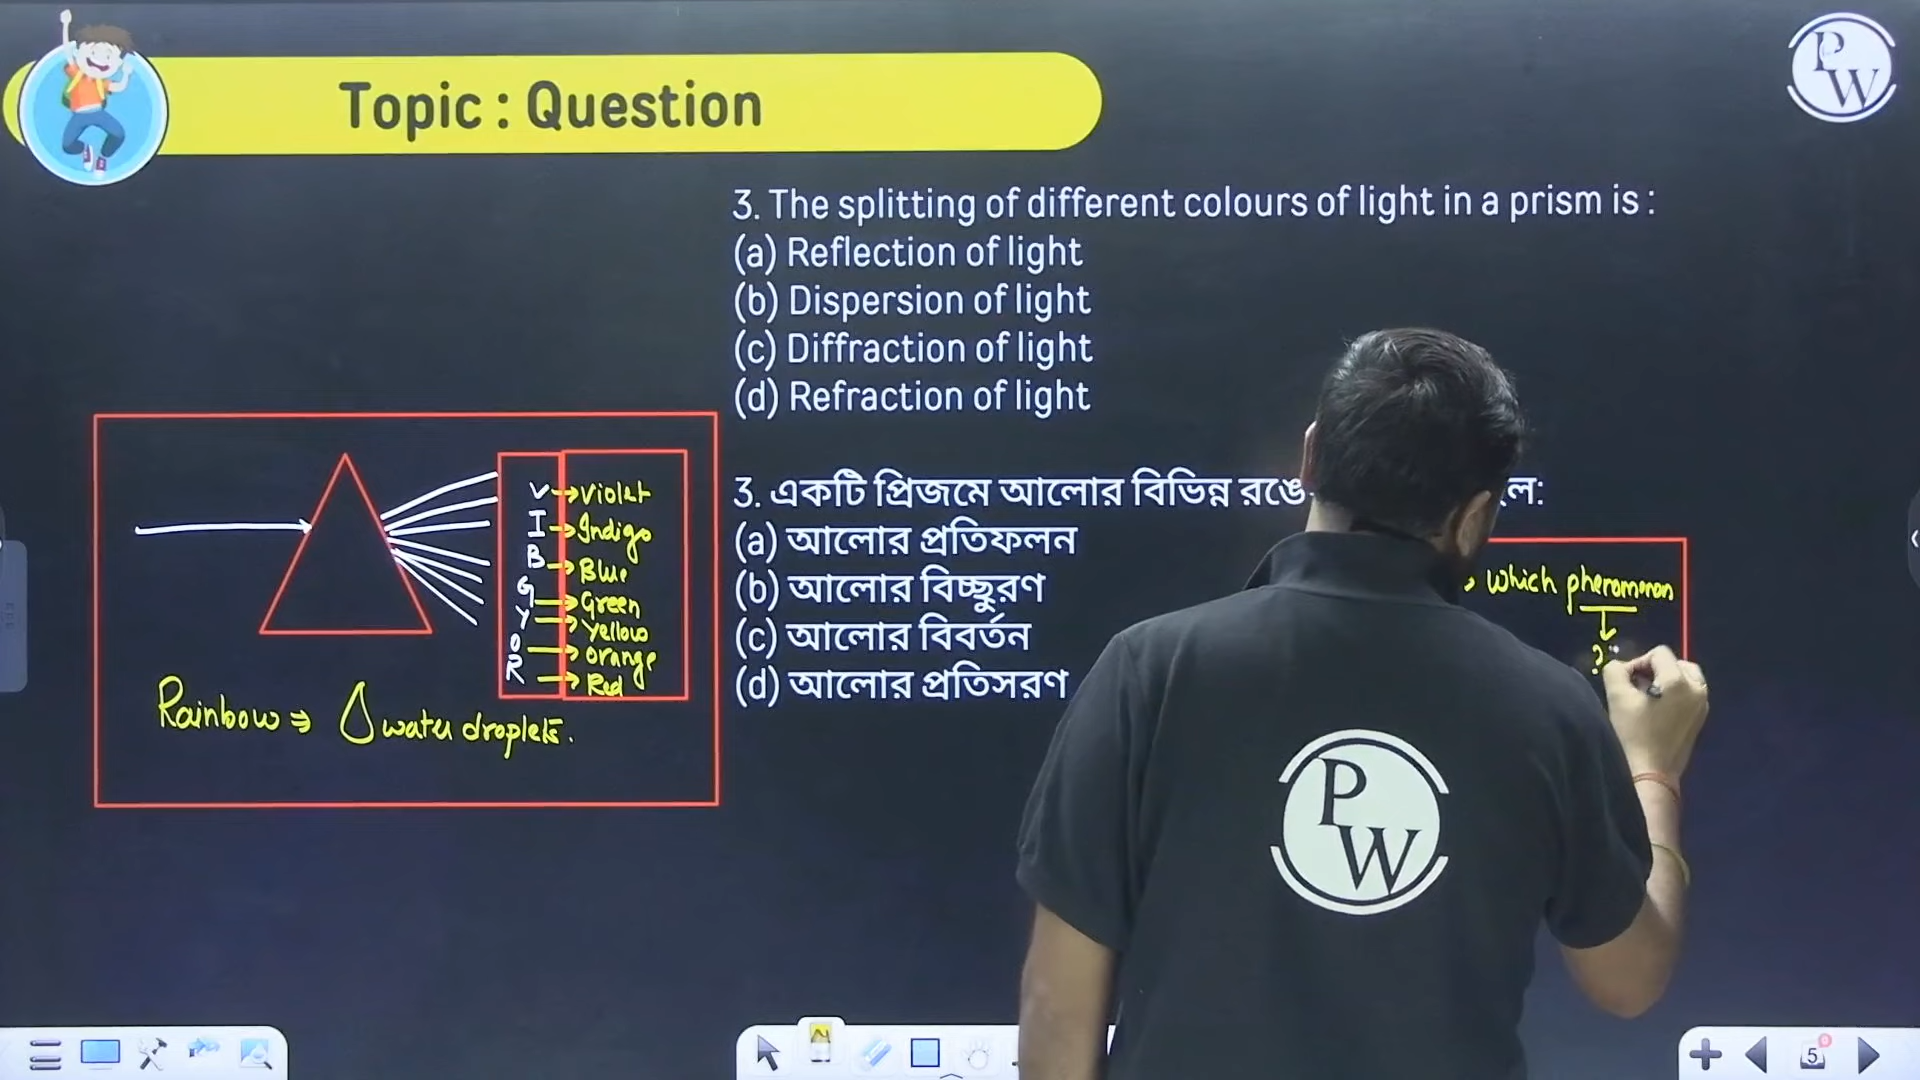 Topic : Question
PW
3. The splitting of different colours of light in a prism is :
(a) Reflection of light
(b) Dispersion of light
(c) Diffraction of light
(d) Refraction of light
3. একটি প্রিজমে আলোর বিভিন্ন রঙে
(a) আলোর প্রতিফলন
(b) আলোর বিচ্ছুরণ
(c) আলোর বিবর্তন
(d) আলোর প্রতিসরণ
V → Violet
I → Indigo
B → Blue
G → Green
Y → Yellow
O → Orange
R → Red
Rainbow ⇒ water droplets.
which phenomenon
?
PW
5
0